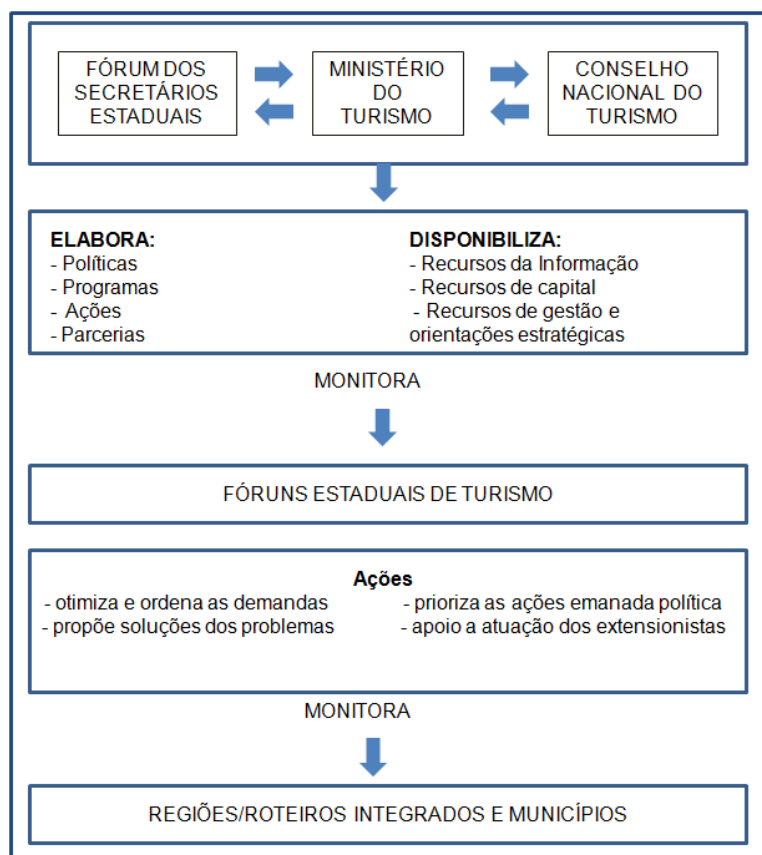 FÓRUM DOS
SECRETÁRIOS
ESTADUAIS
MINISTÉRIO
DO
TURISMO
CONSELHO
NACIONAL DO
TURISMO
ELABORA:
- Políticas
- Programas
- Ações
- Parcerias
DISPONIBILIZA:
- Recursos da Informação
- Recursos de capital
- Recursos de gestão e
orientações estratégicas
MONITORA
FÓRUNS ESTADUAIS DE TURISMO
Ações
- otimiza e ordena as demandas
- propõe soluções dos problemas
- prioriza as ações emanada política
- apoio a atuação dos extensionistas
MONITORA
REGIÕES/ROTEIROS INTEGRADOS E MUNICÍPIOS